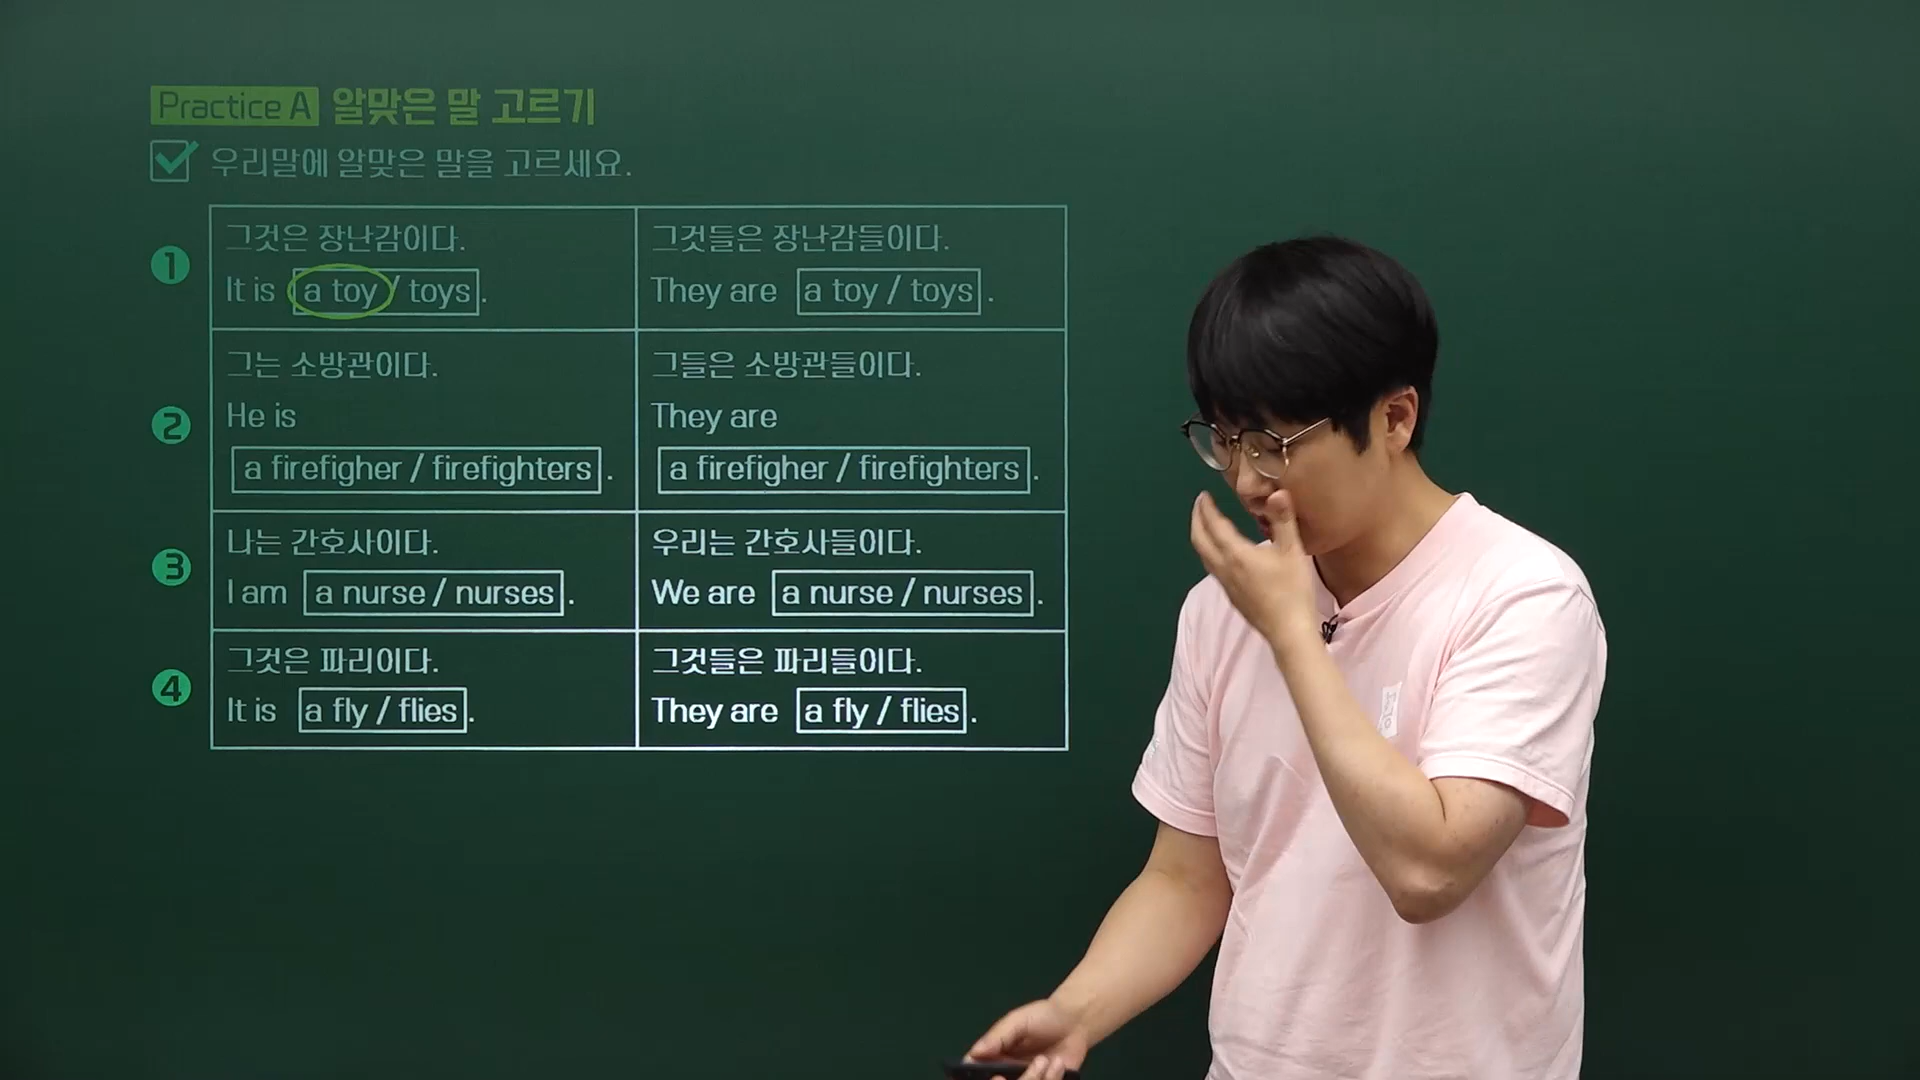 Practice A 알맞은 말 고르기
우리말에 알맞은 말을 고르세요.
1
그것은 장난감이다.
It is a toy / toys.
그것들은 장난감들이다.
They are a toy / toys.
2
그는 소방관이다.
He is
a firefigher / firefighters.
그들은 소방관들이다.
They are
a firefigher / firefighters.
3
나는 간호사이다.
I am a nurse / nurses.
우리는 간호사들이다.
We are a nurse / nurses.
4
그것은 파리이다.
It is a fly / flies.
그것들은 파리들이다.
They are a fly / flies.